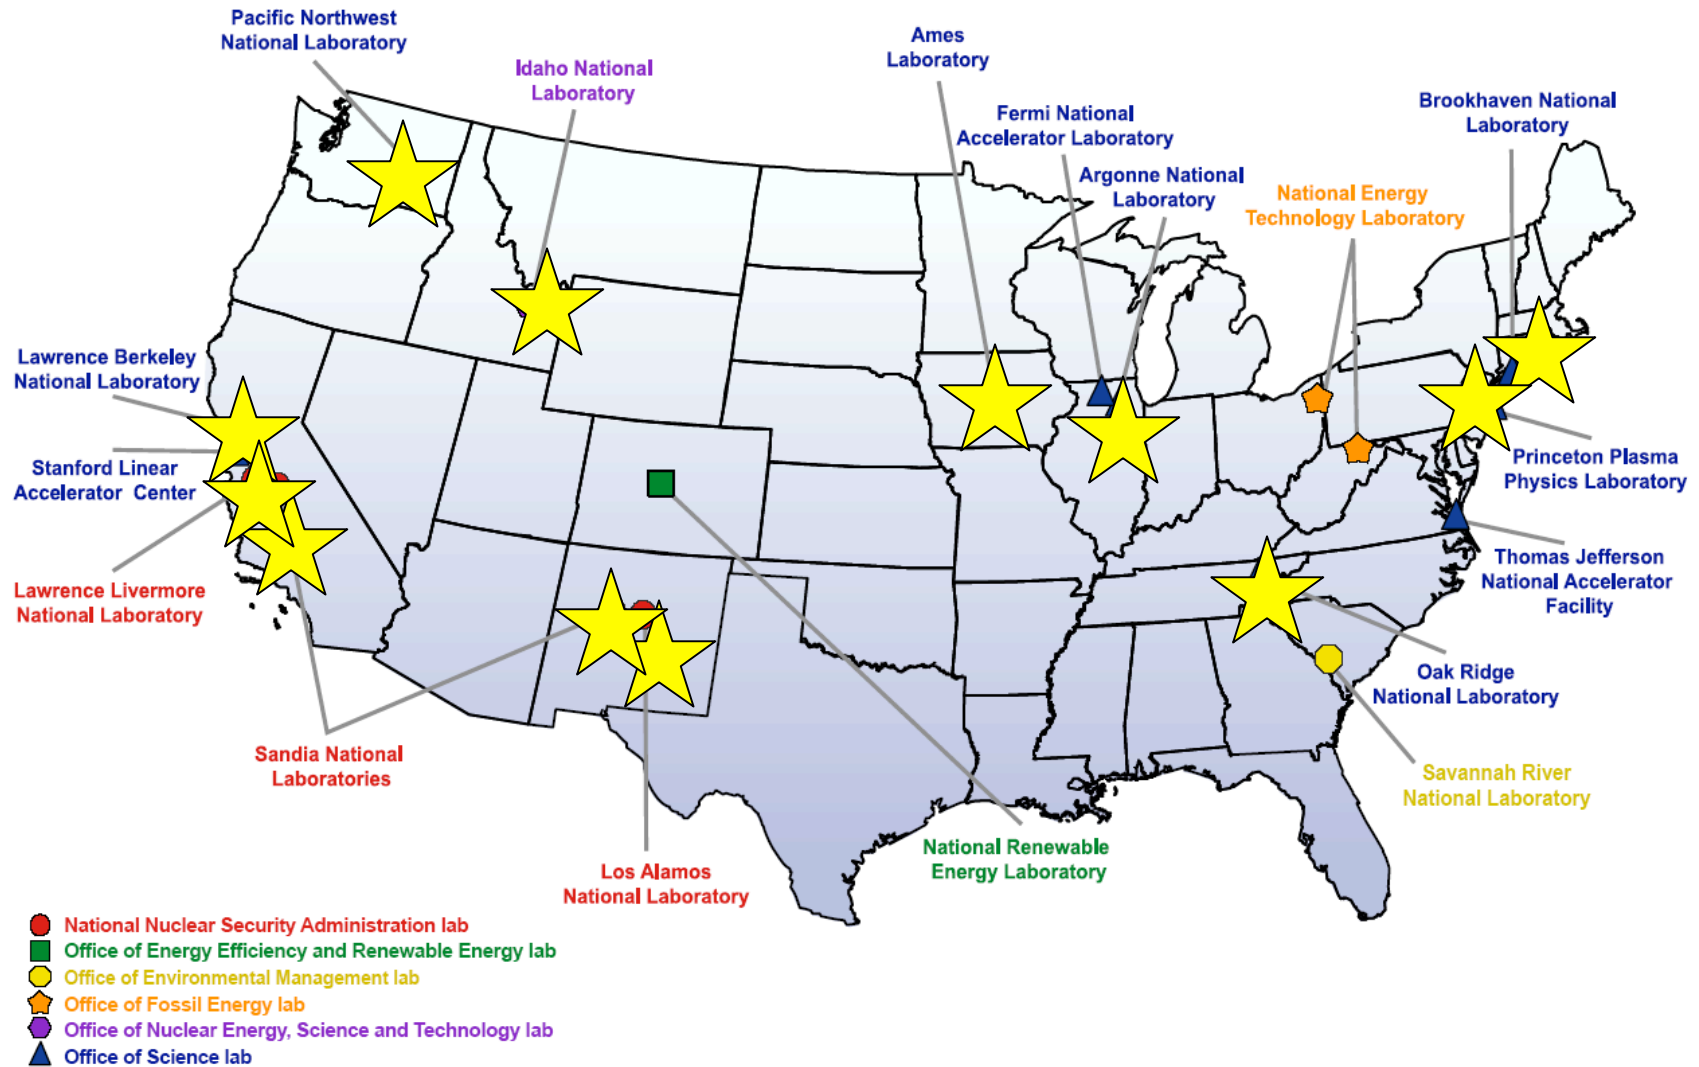 Pacific Northwest
National Laboratory
Idaho National
Laboratory
Ames
Laboratory
Fermi National
Accelerator Laboratory
Argonne National
Laboratory
Brookhaven National
Laboratory
National Energy
Technology Laboratory
Lawrence Berkeley
National Laboratory
Stanford Linear
Accelerator Center
Lawrence Livermore
National Laboratory
Princeton Plasma
Physics Laboratory
Thomas Jefferson
National Accelerator
Facility
Oak Ridge
National Laboratory
Sandia National
Laboratories
Savannah River
National Laboratory
National Renewable
Energy Laboratory
Los Alamos
National Laboratory
National Nuclear Security Administration lab
Office of Energy Efficiency and Renewable Energy lab
Office of Environmental Management lab
Office of Fossil Energy lab
Office of Nuclear Energy, Science and Technology lab
Office of Science lab